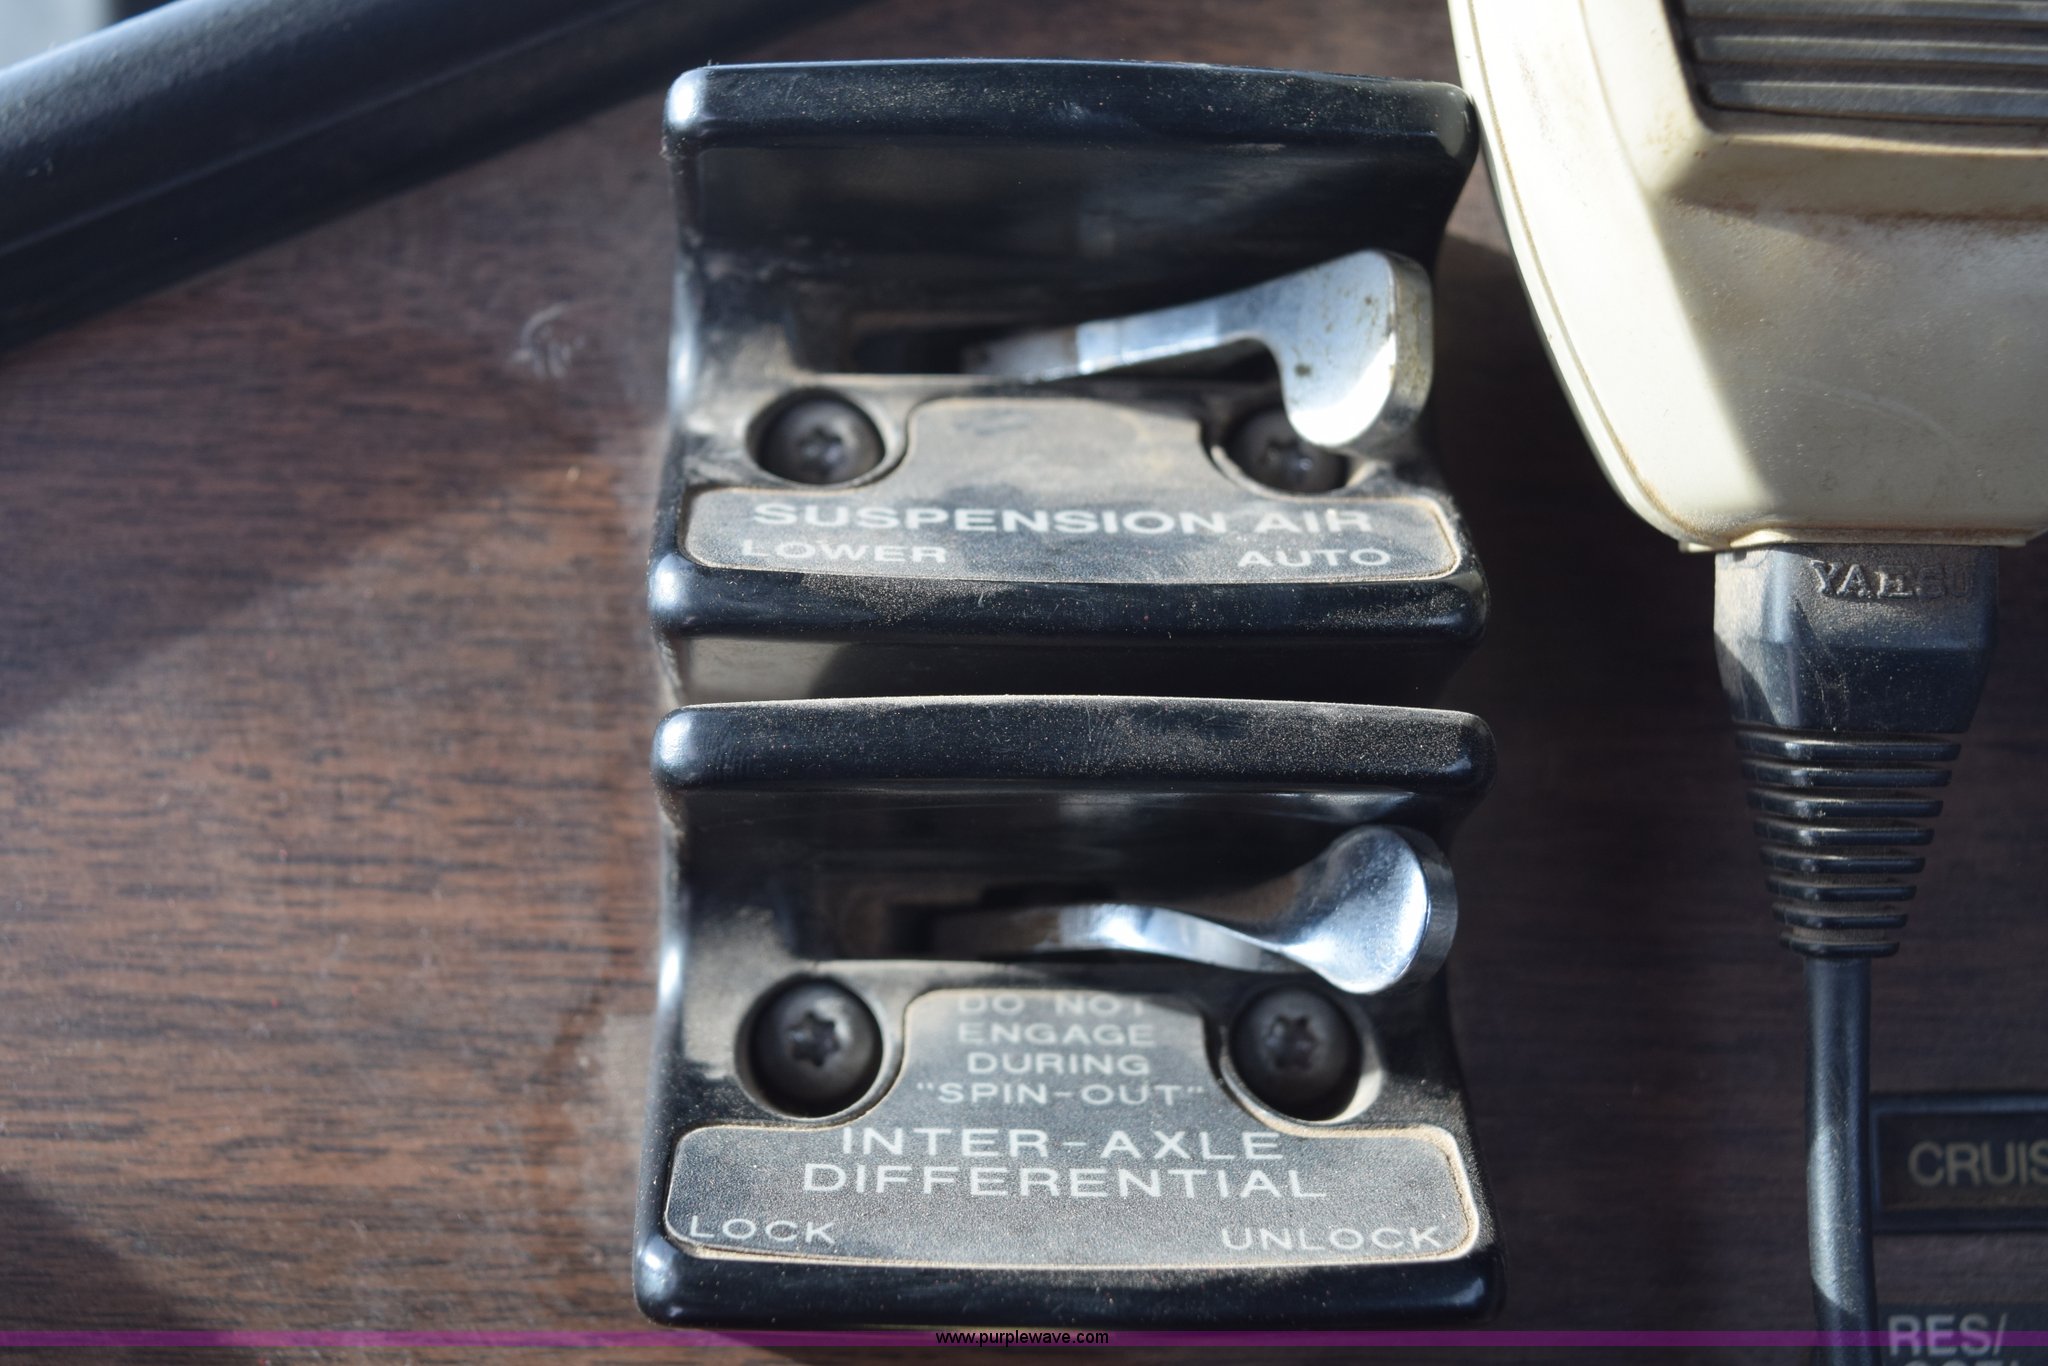 SUSPENSION AIR
LOWER AUTO
YAESU
DO NOT
ENGAGE
DURING
"SPIN-OUT"
INTER-AXLE
DIFFERENTIAL
LOCK UNLOCK
CRUIS
RES/
www.purplewave.com